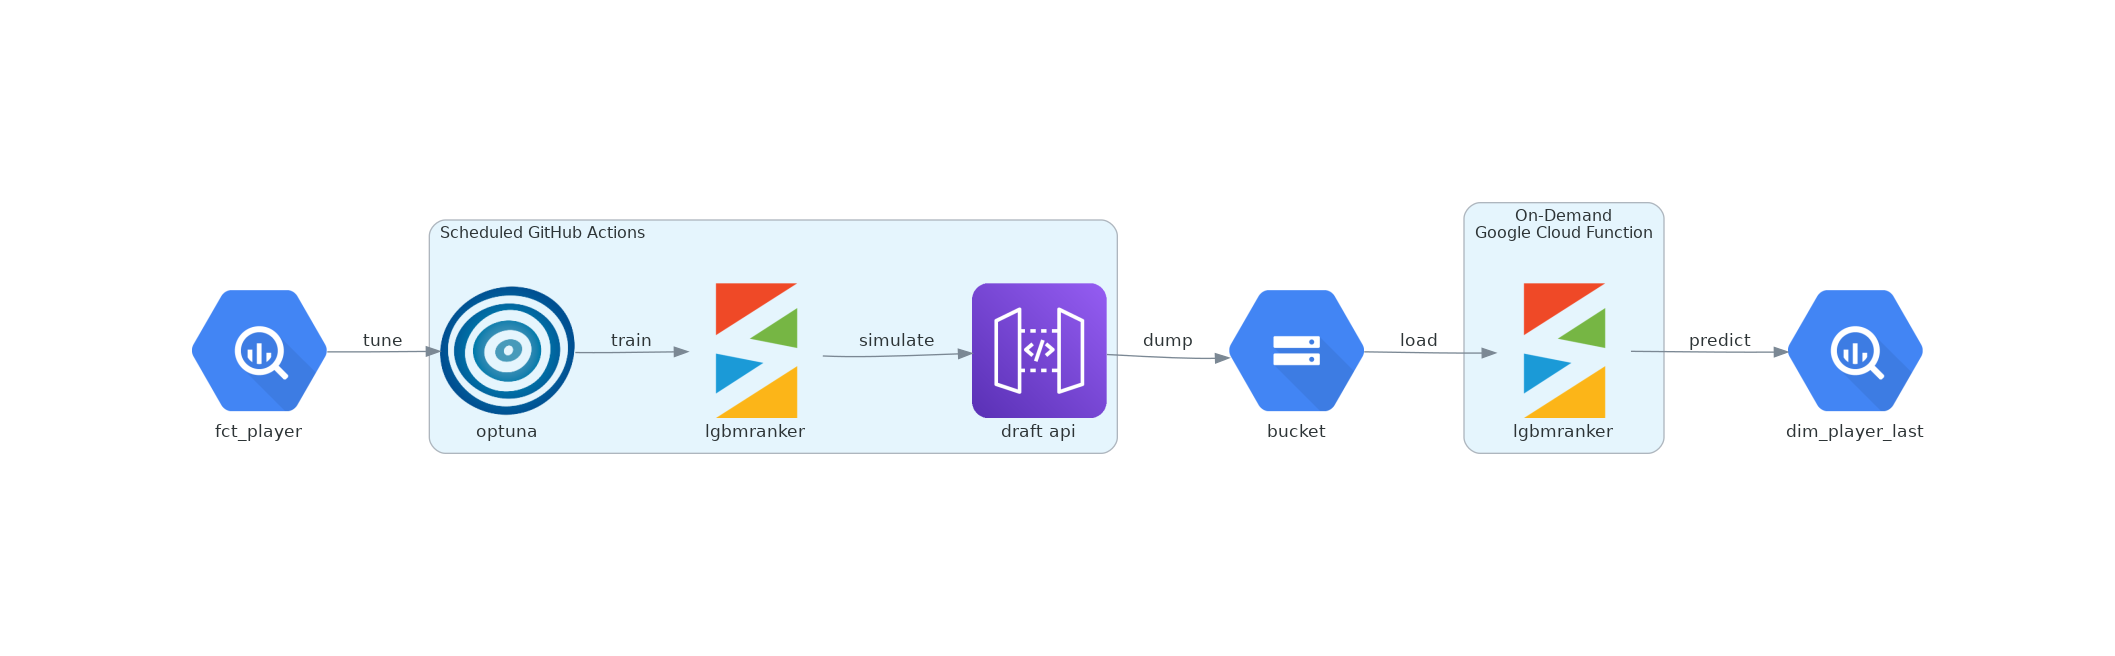 Scheduled GitHub Actions
On-Demand
Google Cloud Function
tune
train
simulate
dump
load
predict
fct_player
optuna
lgbmranker
draft api
bucket
lgbmranker
dim_player_last